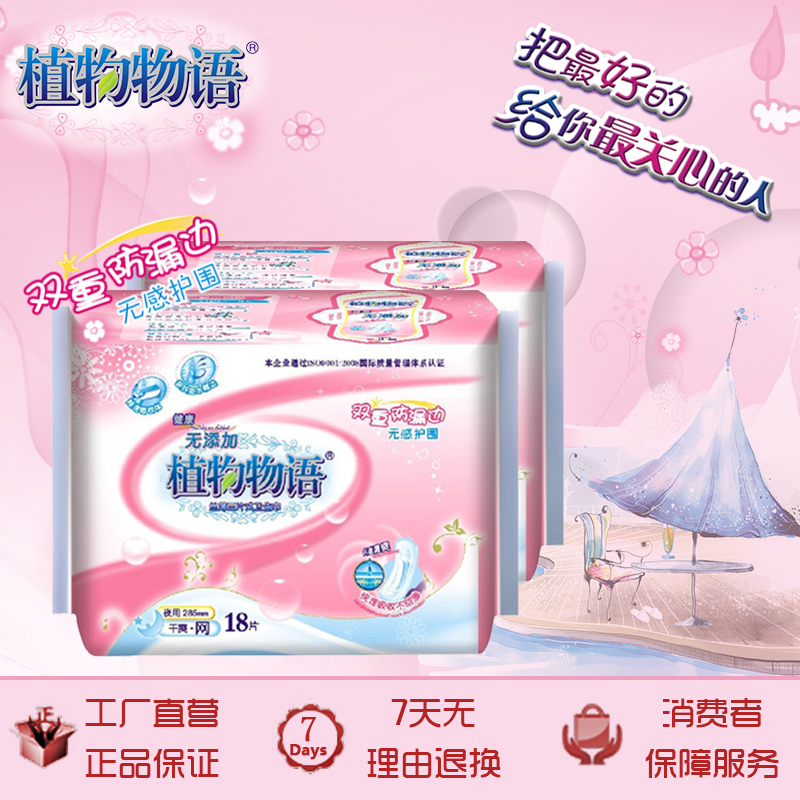 植物物语®
把最好的
给你最关心的人
双重防漏边
无感护围
本企业通过ISO9001:2008国际质量管理体系认证
健康
无添加
植物物语®
双重防漏边
无感护围
夜用 285mm
干爽·网 18片
工厂直营
正品保证
7
Days
7天无
理由退换
消费者
保障服务